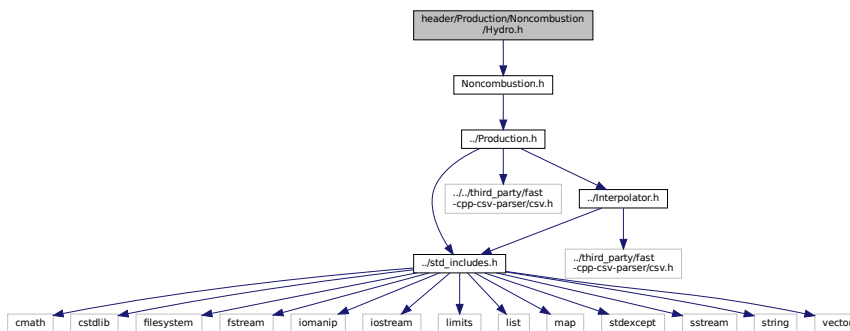 header/Production/Noncombustion
/Hydro.h
Noncombustion.h
../Production.h
../../third_party/fast
-cpp-csv-parser/csv.h
../Interpolator.h
../third_party/fast
-cpp-csv-parser/csv.h
../std_includes.h
cmath
cstdlib
filesystem
fstream
iomanip
iostream
limits
list
map
stdexcept
sstream
string
vector